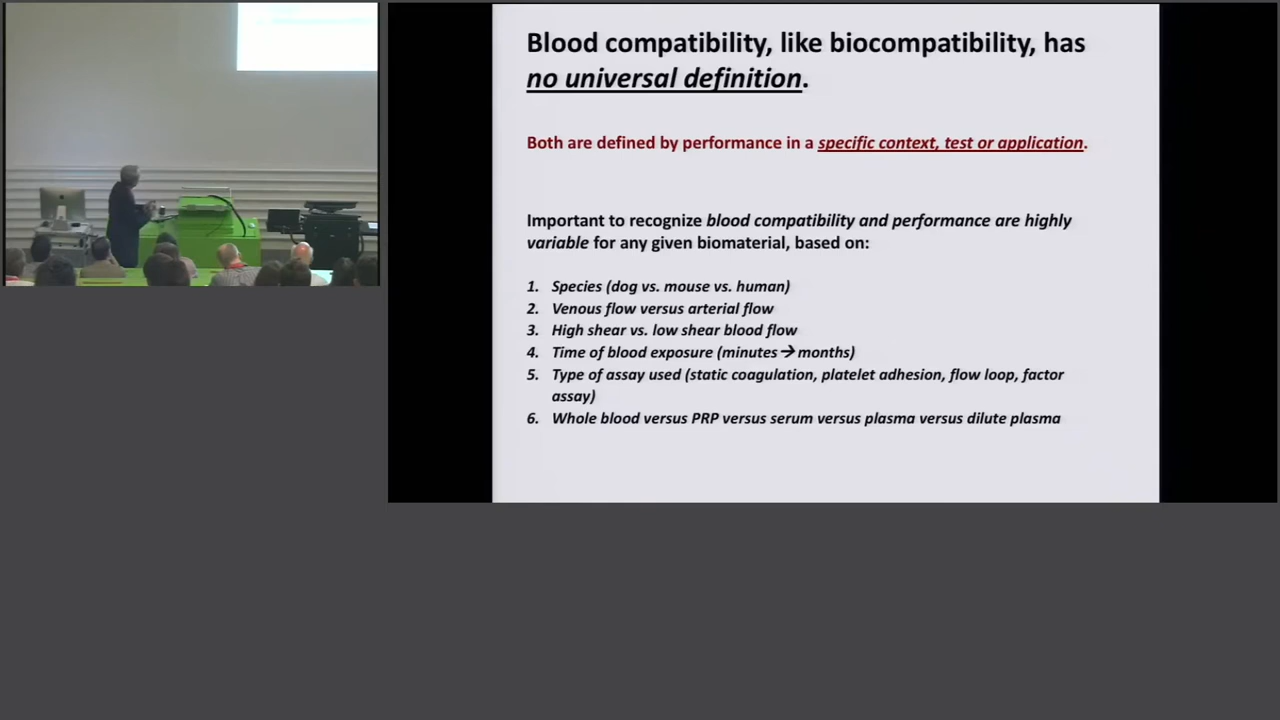 Blood compatibility, like biocompatibility, has
no universal definition.
Both are defined by performance in a specific context, test or application.
Important to recognize blood compatibility and performance are highly
variable for any given biomaterial, based on:
1. Species (dog vs. mouse vs. human)
2. Venous flow versus arterial flow
3. High shear vs. low shear blood flow
4. Time of blood exposure (minutes→months)
5. Type of assay used (static coagulation, platelet adhesion, flow loop, factor
assay)
6. Whole blood versus PRP versus serum versus plasma versus dilute plasma